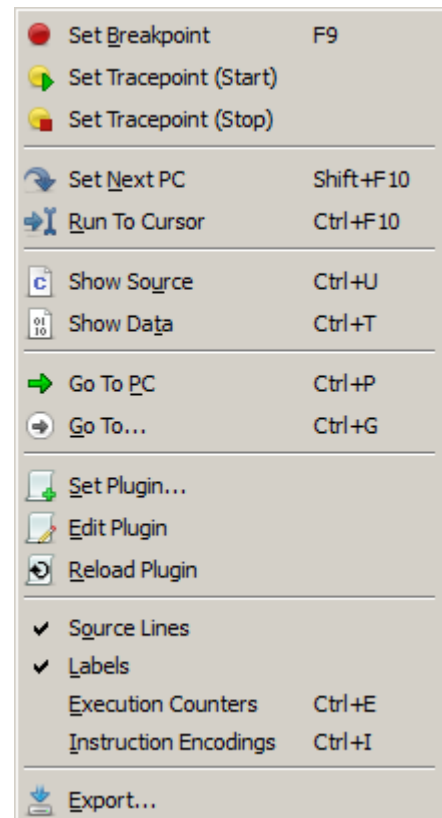 Set Breakpoint F9
Set Tracepoint (Start)
Set Tracepoint (Stop)
Set Next PC Shift+F10
Run To Cursor Ctrl+F10
Show Source Ctrl+U
Show Data Ctrl+T
Go To PC Ctrl+P
Go To... Ctrl+G
Set Plugin...
Edit Plugin
Reload Plugin
Source Lines
Labels
Execution Counters Ctrl+E
Instruction Encodings Ctrl+I
Export...